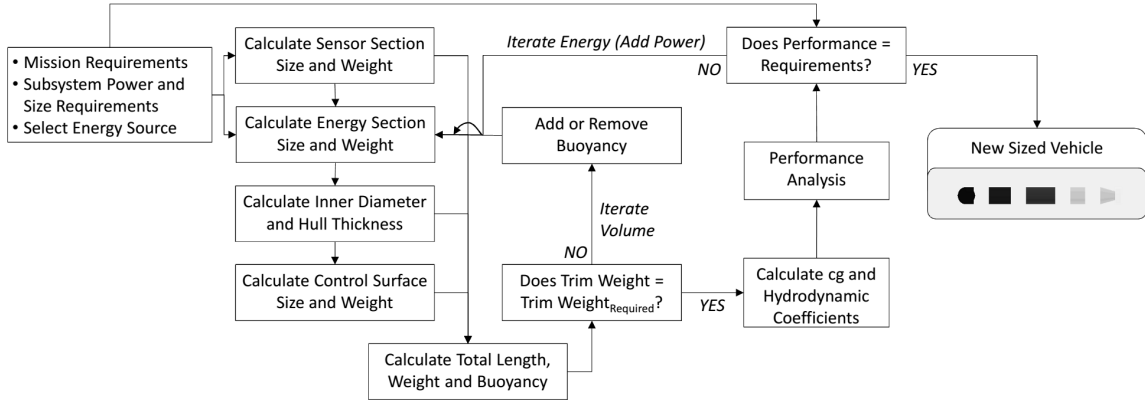 • Mission Requirements
• Subsystem Power and
Size Requirements
• Select Energy Source
Calculate Sensor Section
Size and Weight
Calculate Energy Section
Size and Weight
Calculate Inner Diameter
and Hull Thickness
Calculate Control Surface
Size and Weight
Calculate Total Length,
Weight and Buoyancy
Iterate Energy (Add Power)
Add or Remove
Buoyancy
Iterate
Volume
NO
Does Trim Weight =
Trim WeightRequired?
YES
Calculate cg and
Hydrodynamic
Coefficients
Performance
Analysis
Does Performance =
Requirements?
NO
YES
New Sized Vehicle